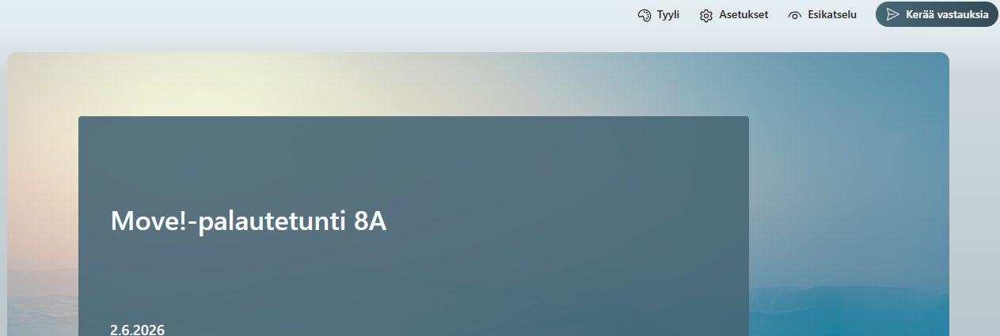 Tyyli Asetukset Esikatselu Kerää vastauksia
Move!-palautetunti 8A
2.6.2026